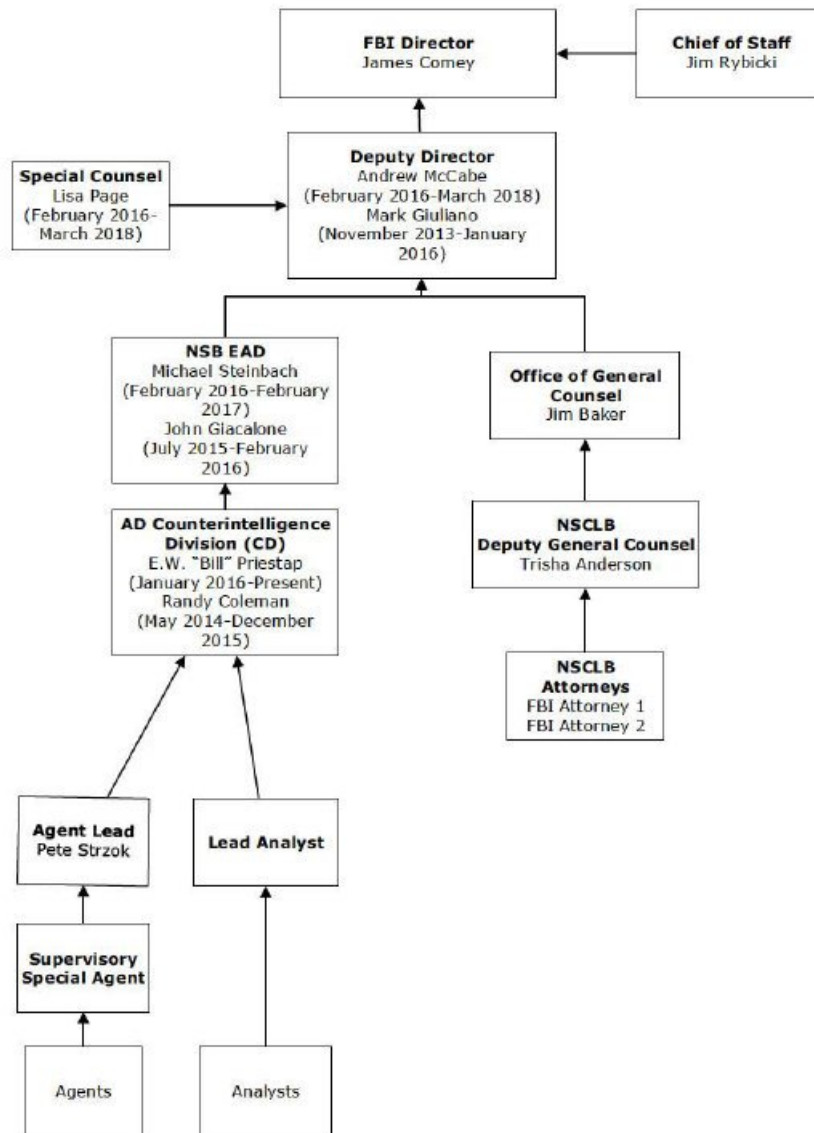 FBI Director
James Comey
Chief of Staff
Jim Rybicki
Deputy Director
Andrew McCabe
(February 2016-March 2018)
Mark Giuliano
(November 2013-January
2016)
Special Counsel
Lisa Page
(February 2016-
March 2018)
NSB EAD
Michael Steinbach
(February 2016-February
2017)
John Giacalone
(July 2015-February
2016)
Office of General
Counsel
Jim Baker
AD Counterintelligence
Division (CD)
E.W. "Bill" Priestap
(January 2016-Present)
Randy Coleman
(May 2014-December
2015)
NSCLB
Deputy General Counsel
Trisha Anderson
NSCLB
Attorneys
FBI Attorney 1
FBI Attorney 2
Agent Lead
Pete Strzok
Lead Analyst
Supervisory
Special Agent
Agents
Analysts